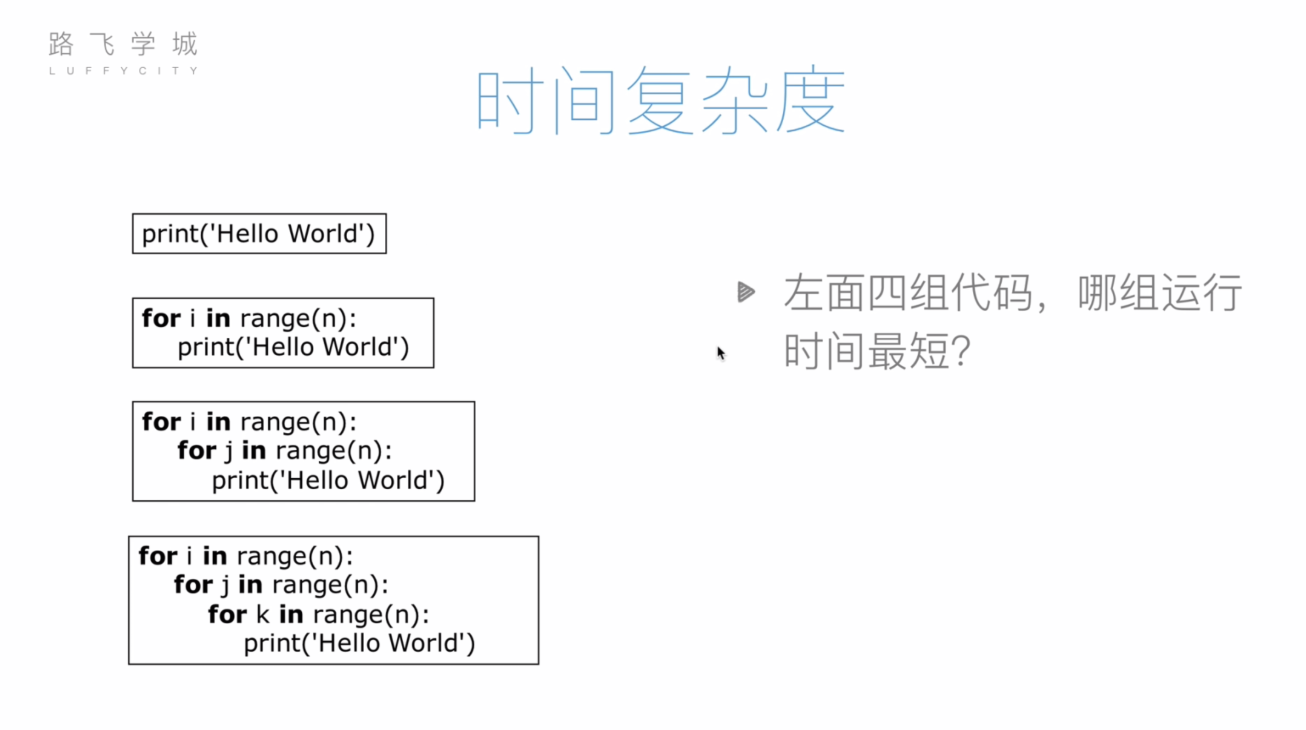 路飞学城
LUFFYCITY
时间复杂度
print('Hello World')
for i in range(n):
print('Hello World')
for i in range(n):
for j in range(n):
print('Hello World')
for i in range(n):
for j in range(n):
for k in range(n):
print('Hello World')
左面四组代码，哪组运行
时间最短？